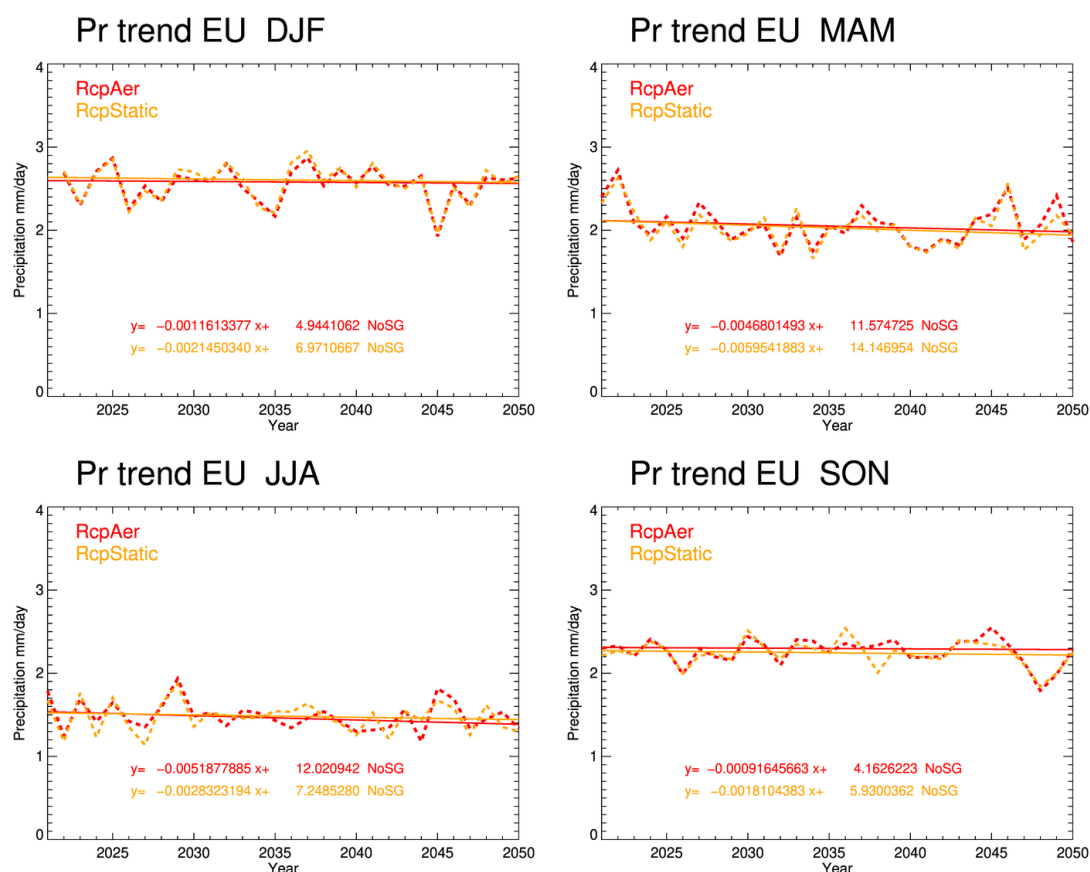 Pr trend EU DJF
4
3
2
1
0
Precipitation mm/day
RcpAer
RcpStatic
y= −0.0011613377 x+ 4.9441062 NoSG
y= −0.0021450340 x+ 6.9710667 NoSG
2025 2030 2035 2040 2045 2050
Year
Pr trend EU MAM
4
3
2
1
0
Precipitation mm/day
RcpAer
RcpStatic
y= −0.0046801493 x+ 11.574725 NoSG
y= −0.0059541883 x+ 14.146954 NoSG
2025 2030 2035 2040 2045 2050
Year
Pr trend EU JJA
4
3
2
1
0
Precipitation mm/day
RcpAer
RcpStatic
y= −0.0051877885 x+ 12.020942 NoSG
y= −0.0028323194 x+ 7.2485280 NoSG
2025 2030 2035 2040 2045 2050
Year
Pr trend EU SON
4
3
2
1
0
Precipitation mm/day
RcpAer
RcpStatic
y= −0.00091645663 x+ 4.1626223 NoSG
y= −0.0018104383 x+ 5.9300362 NoSG
2025 2030 2035 2040 2045 2050
Year